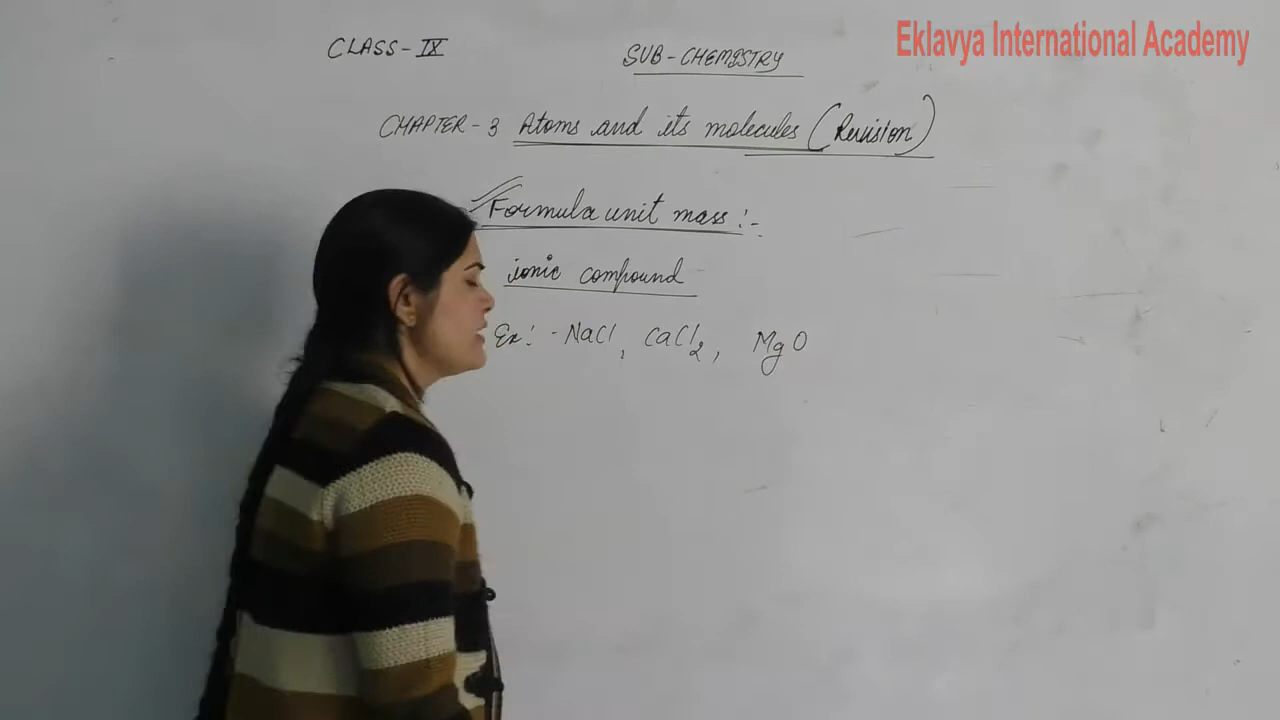 Eklavya International Academy
CLASS-IX SUB-CHEMISTRY
CHAPTER-3 Atoms and its molecules (Revision)
Formula unit mass:-
ionic compound
Ex:- NaCl, CaCl2, MgO